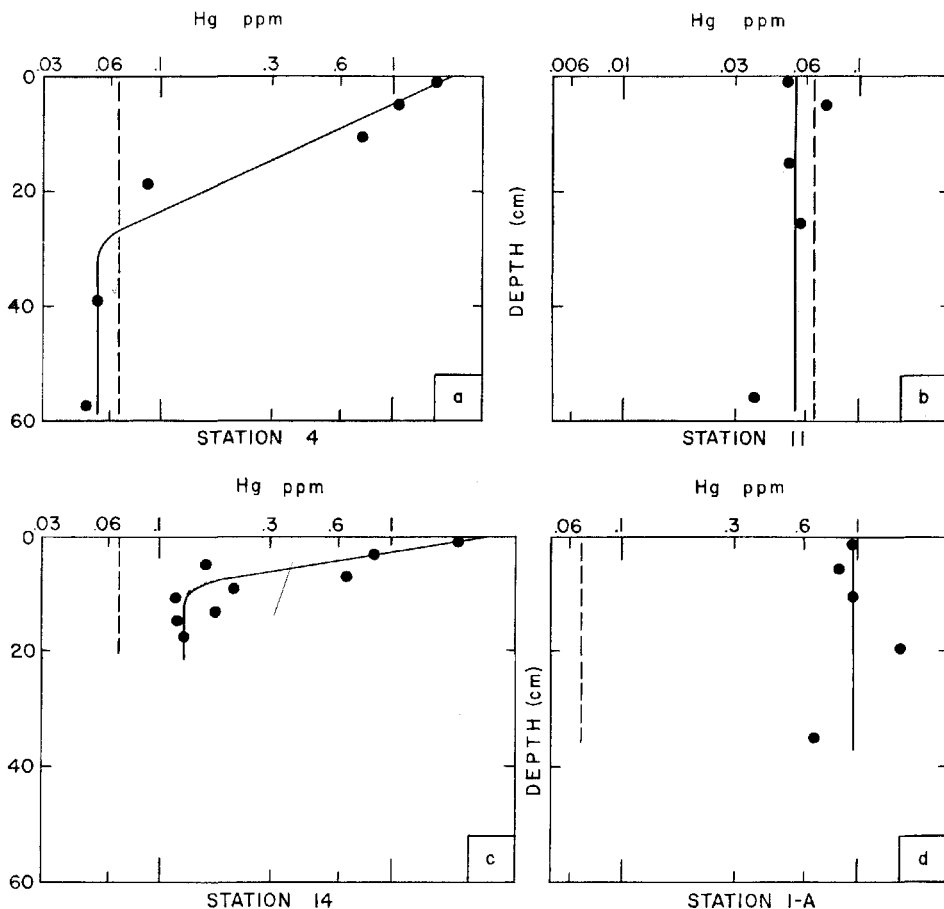 Hg ppm
.03 .06 .1 .3 .6 1
0
20
40
60
a
STATION 4
Hg ppm
.006 .01 .03 .06 .1
DEPTH (cm)
b
STATION 11
Hg ppm
.03 .06 .1 .3 .6 1
0
20
40
60
c
STATION 14
Hg ppm
.06 .1 .3 .6 1
DEPTH (cm)
d
STATION 1-A